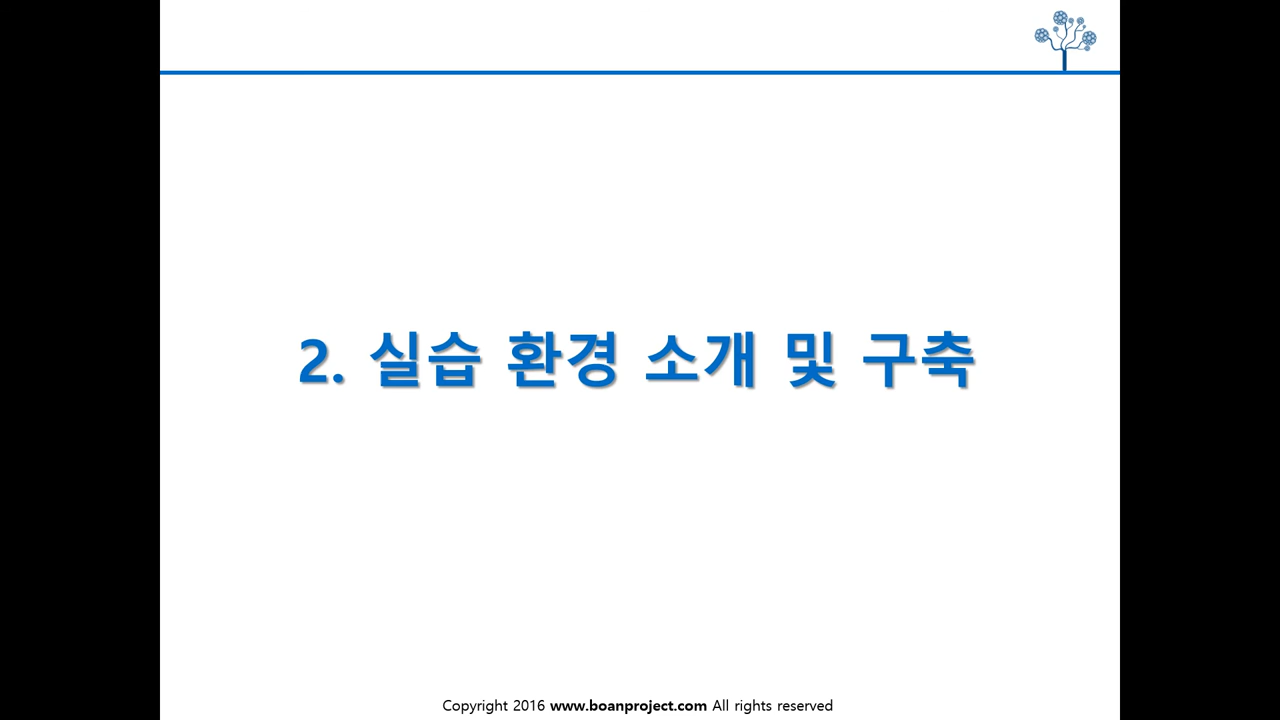 2. 실습 환경 소개 및 구축
Copyright 2016 www.boanproject.com All rights reserved